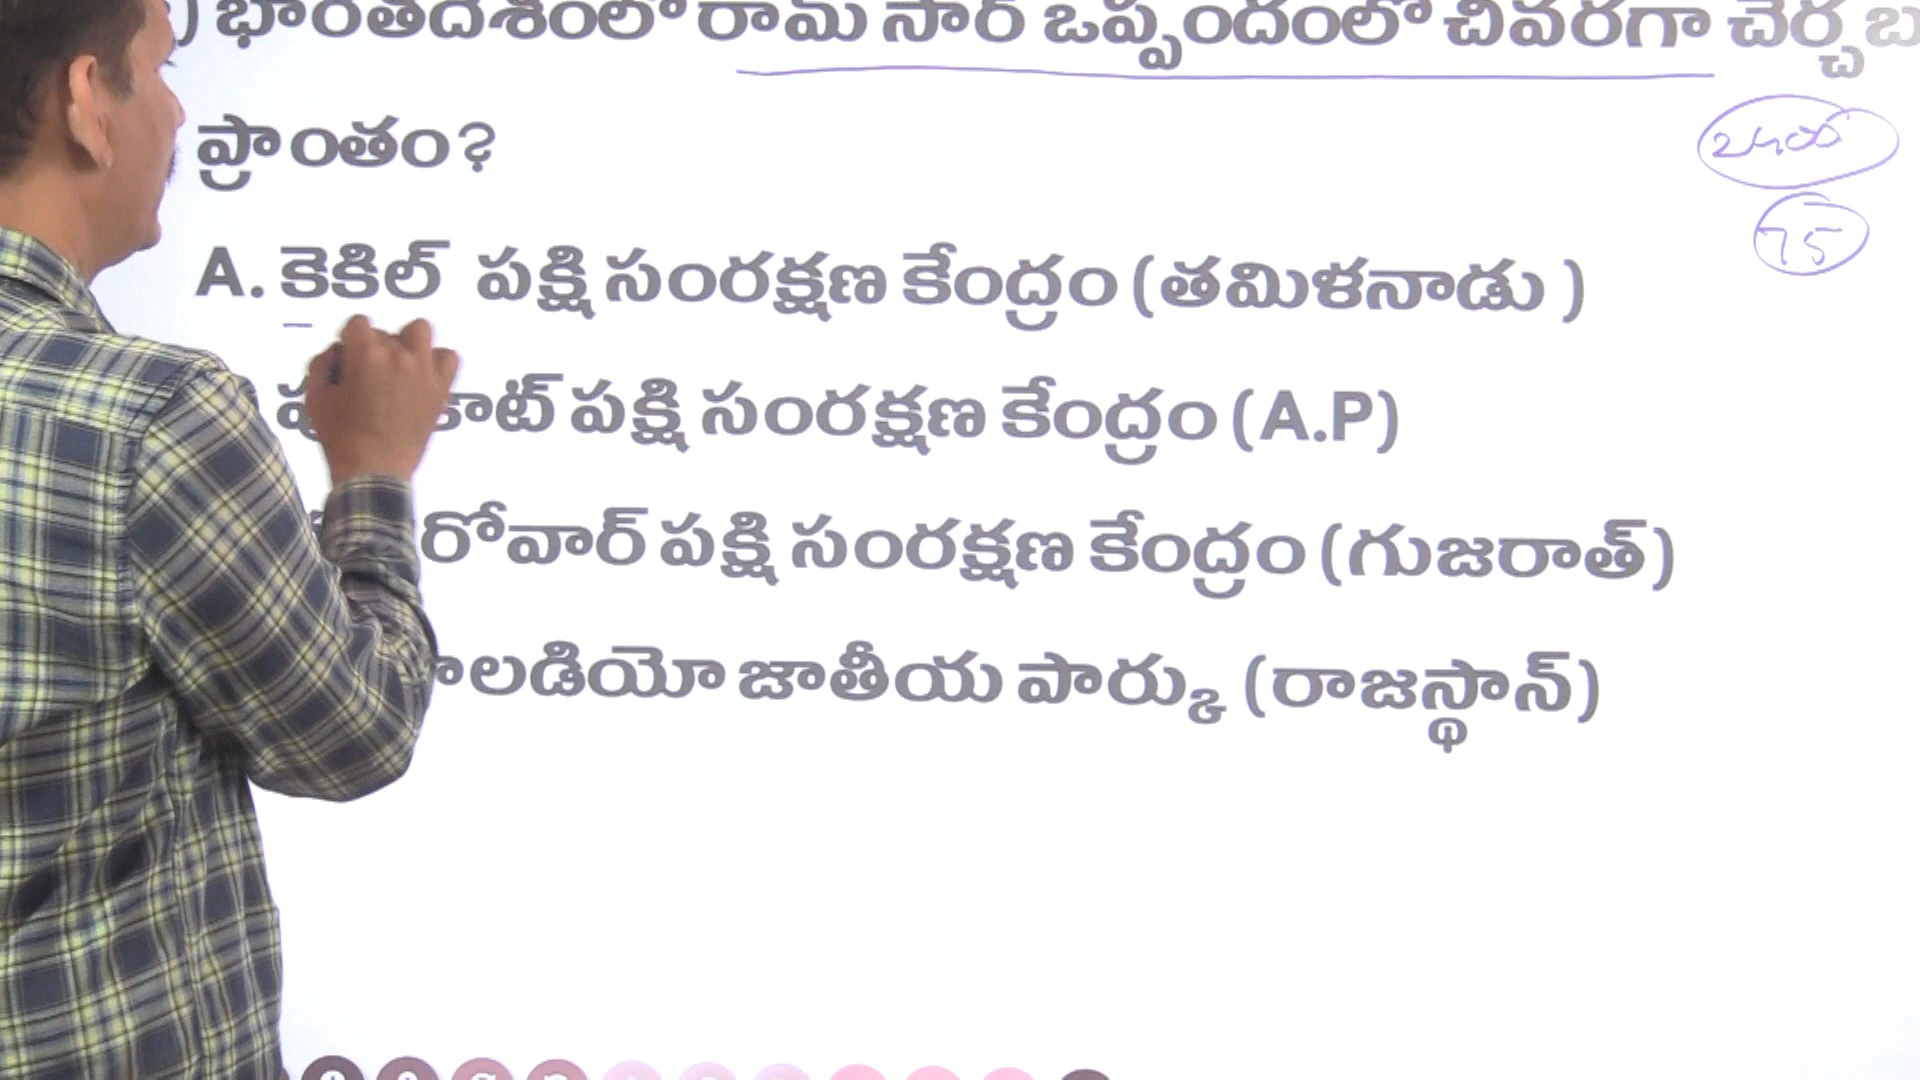 ) భారతదేశంలో రామ్ సార్ ఒప్పందంలో చివరగా చేర్చబ
ప్రాంతం?
2400
75
A. కెకిల్ పక్షి సంరక్షణ కేంద్రం (తమిళనాడు )
కాట్ పక్షి సంరక్షణ కేంద్రం (A.P)
రోవార్ పక్షి సంరక్షణ కేంద్రం (గుజరాత్)
లడియో జాతీయ పార్కు (రాజస్థాన్)